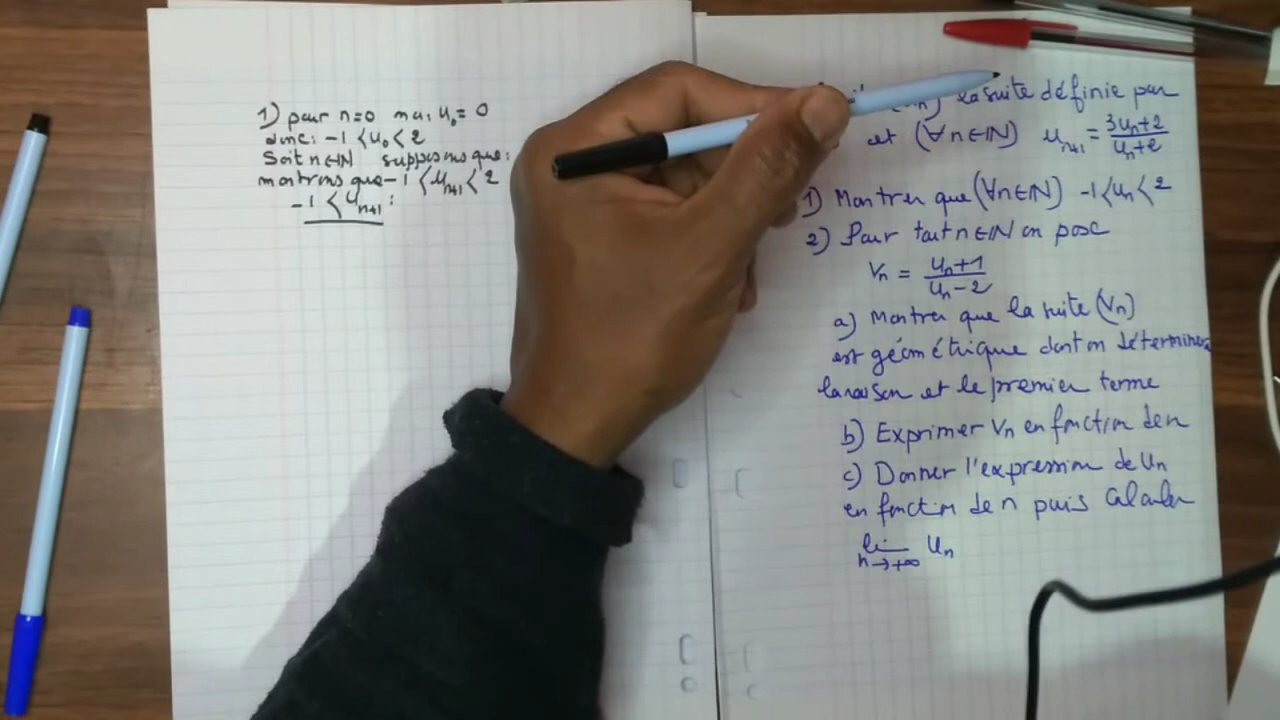 1) pour n=0 on a: u₀ = 0
donc: -1 < u₀ < 2
Soit n∈ℕ supposons que:
montrons que -1 < uₙ₊₁ < 2
-1 < uₙ₊₁:
la suite définie par
et (∀n∈ℕ) uₙ₊₁ = (3uₙ+2)/(uₙ+2)
1) Montrer que (∀n∈ℕ) -1<uₙ<2
2) Pour tout n∈ℕ on pose
Vₙ = (uₙ+1)/(uₙ-2)
a) Montrer que la suite (Vₙ)
est géométrique dont on déterminera
la raison et le premier terme
b) Exprimer Vₙ en fonction de n
c) Donner l'expression de Uₙ
en fonction de n puis calculer
lim n→+∞ Uₙ